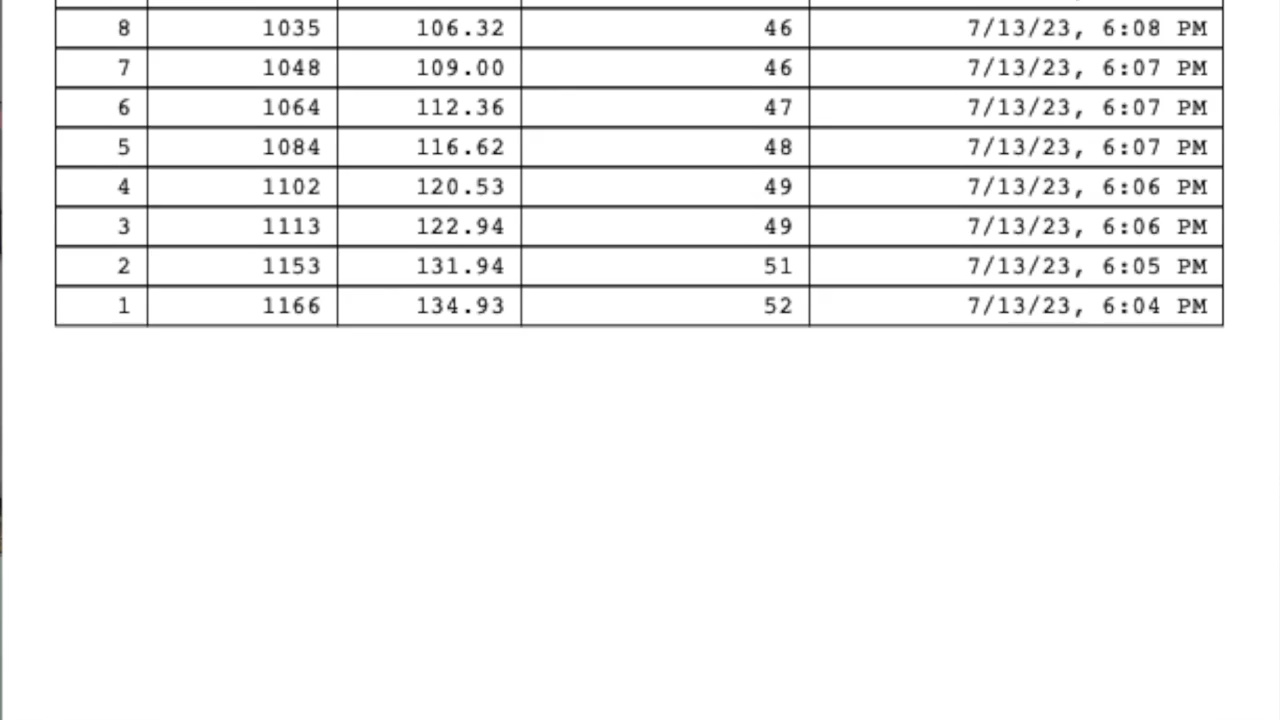 8 1035 106.32 46 7/13/23, 6:08 PM
7 1048 109.00 46 7/13/23, 6:07 PM
6 1064 112.36 47 7/13/23, 6:07 PM
5 1084 116.62 48 7/13/23, 6:07 PM
4 1102 120.53 49 7/13/23, 6:06 PM
3 1113 122.94 49 7/13/23, 6:06 PM
2 1153 131.94 51 7/13/23, 6:05 PM
1 1166 134.93 52 7/13/23, 6:04 PM